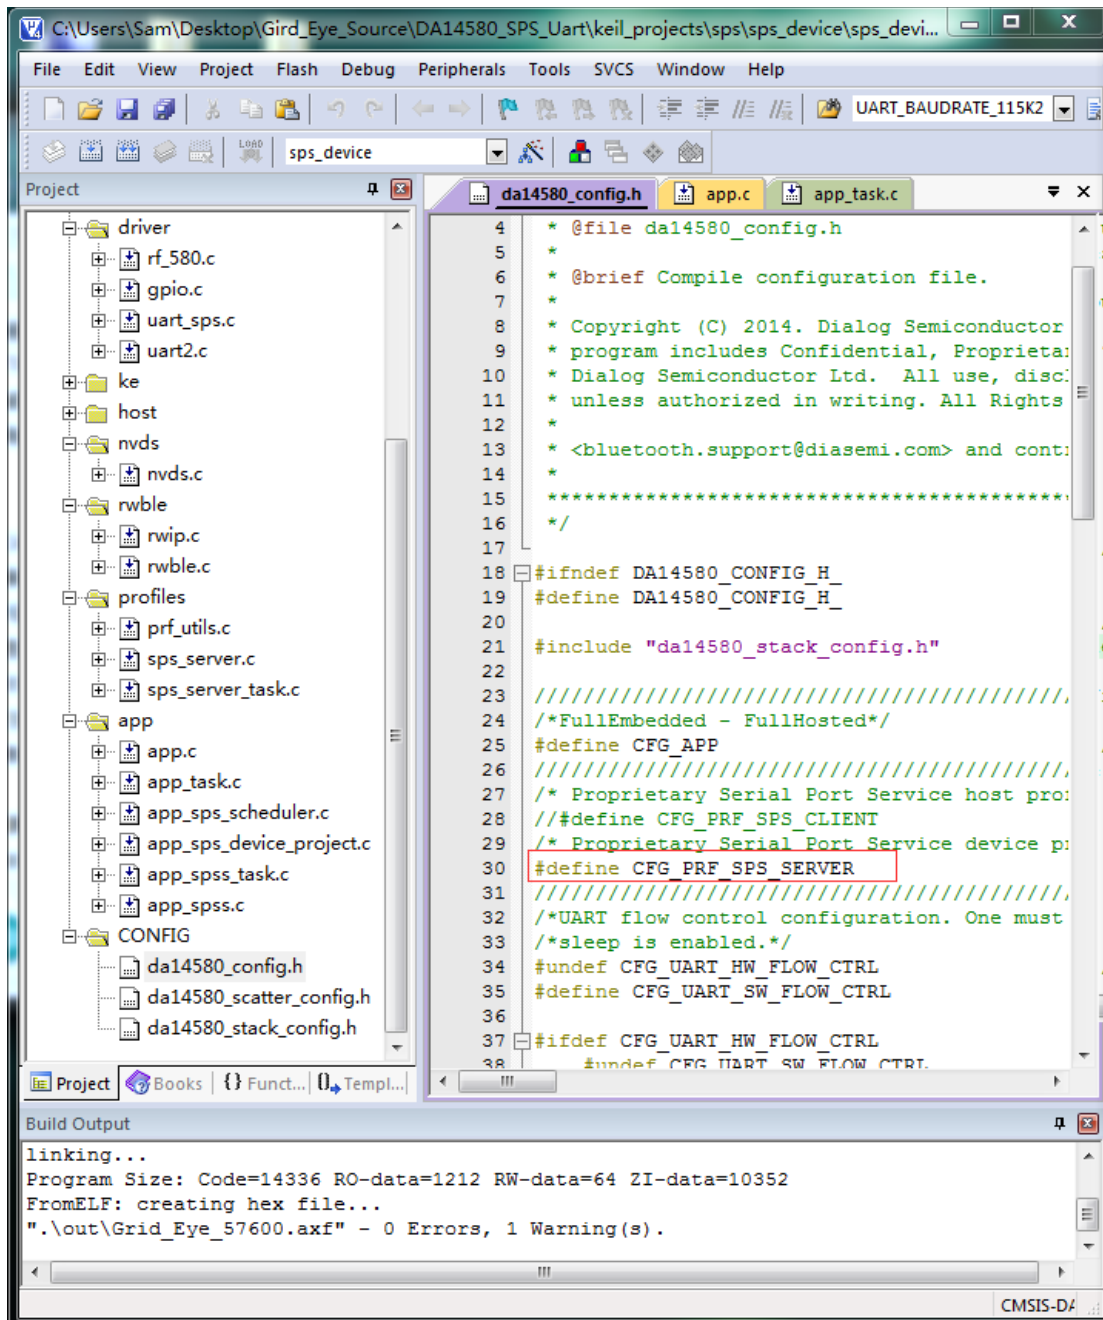 C:\Users\Sam\Desktop\Gird_Eye_Source\DA14580_SPS_Uart\keil_projects\sps\sps_device\sps_devi...
File Edit View Project Flash Debug Peripherals Tools SVCS Window Help
UART_BAUDRATE_115K2
LOAD sps_device
Project
driver
rf_580.c
gpio.c
uart_sps.c
uart2.c
ke
host
nvds
nvds.c
rwble
rwip.c
rwble.c
profiles
prf_utils.c
sps_server.c
sps_server_task.c
app
app.c
app_task.c
app_sps_scheduler.c
app_sps_device_project.c
app_spss_task.c
app_spss.c
CONFIG
da14580_config.h
da14580_scatter_config.h
da14580_stack_config.h
Project Books {} Funct... Templ...
da14580_config.h app.c app_task.c
4 * @file da14580_config.h
5 *
6 * @brief Compile configuration file.
7 *
8 * Copyright (C) 2014. Dialog Semiconductor
9 * program includes Confidential, Proprieta
10 * Dialog Semiconductor Ltd. All use, disc
11 * unless authorized in writing. All Rights
12 *
13 * <bluetooth.support@diasemi.com> and cont
14 *
15 *******************************************
16 */
17
18 #ifndef DA14580_CONFIG_H_
19 #define DA14580_CONFIG_H_
20
21 #include "da14580_stack_config.h"
22
23 ///////////////////////////////////////////
24 /*FullEmbedded - FullHosted*/
25 #define CFG_APP
26 ///////////////////////////////////////////
27 /* Proprietary Serial Port Service host pro
28 //#define CFG_PRF_SPS_CLIENT
29 /* Proprietary Serial Port Service device p
30 #define CFG_PRF_SPS_SERVER
31 ///////////////////////////////////////////
32 /*UART flow control configuration. One must
33 /*sleep is enabled.*/
34 #undef CFG_UART_HW_FLOW_CTRL
35 #define CFG_UART_SW_FLOW_CTRL
36
37 #ifdef CFG_UART_HW_FLOW_CTRL
38 #undef CFG_UART_SW_FLOW_CTRL
Build Output
linking...
Program Size: Code=14336 RO-data=1212 RW-data=64 ZI-data=10352
FromELF: creating hex file...
".\out\Grid_Eye_57600.axf" - 0 Errors, 1 Warning(s).
CMSIS-DA